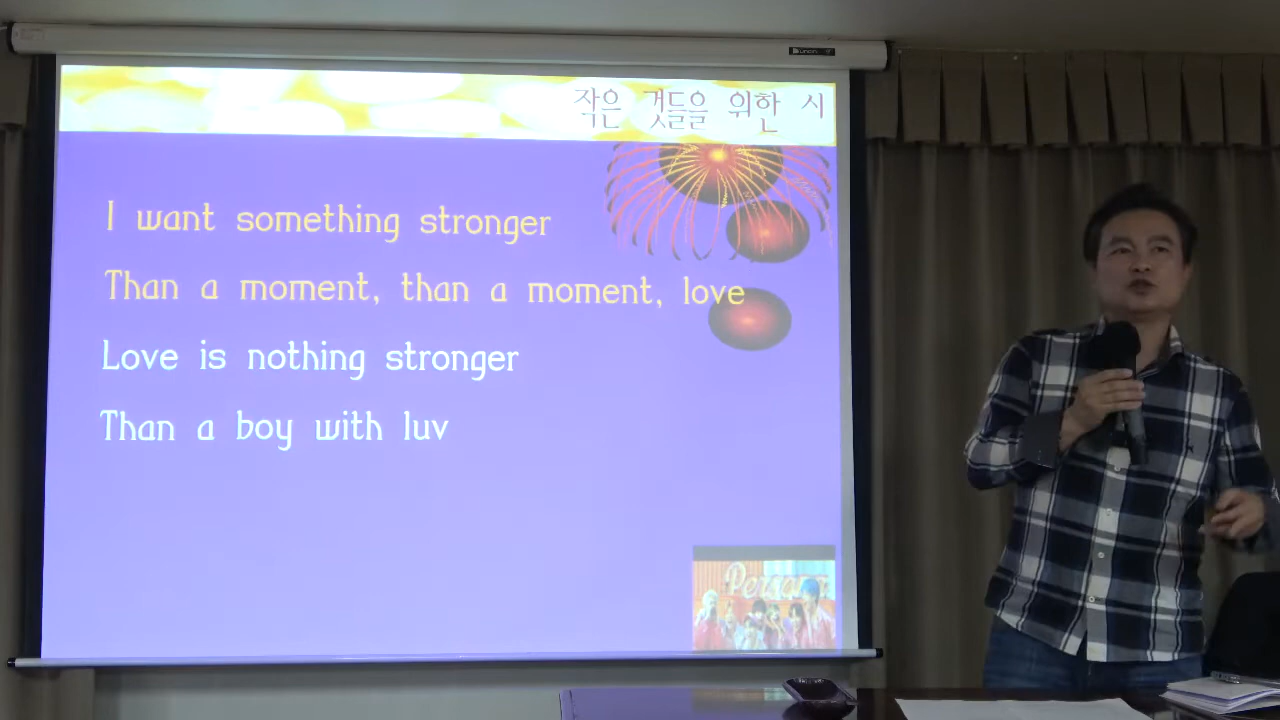 작은 것들을 위한 시
I want something stronger
Than a moment, than a moment, love
Love is nothing stronger
Than a boy with luv
Persona